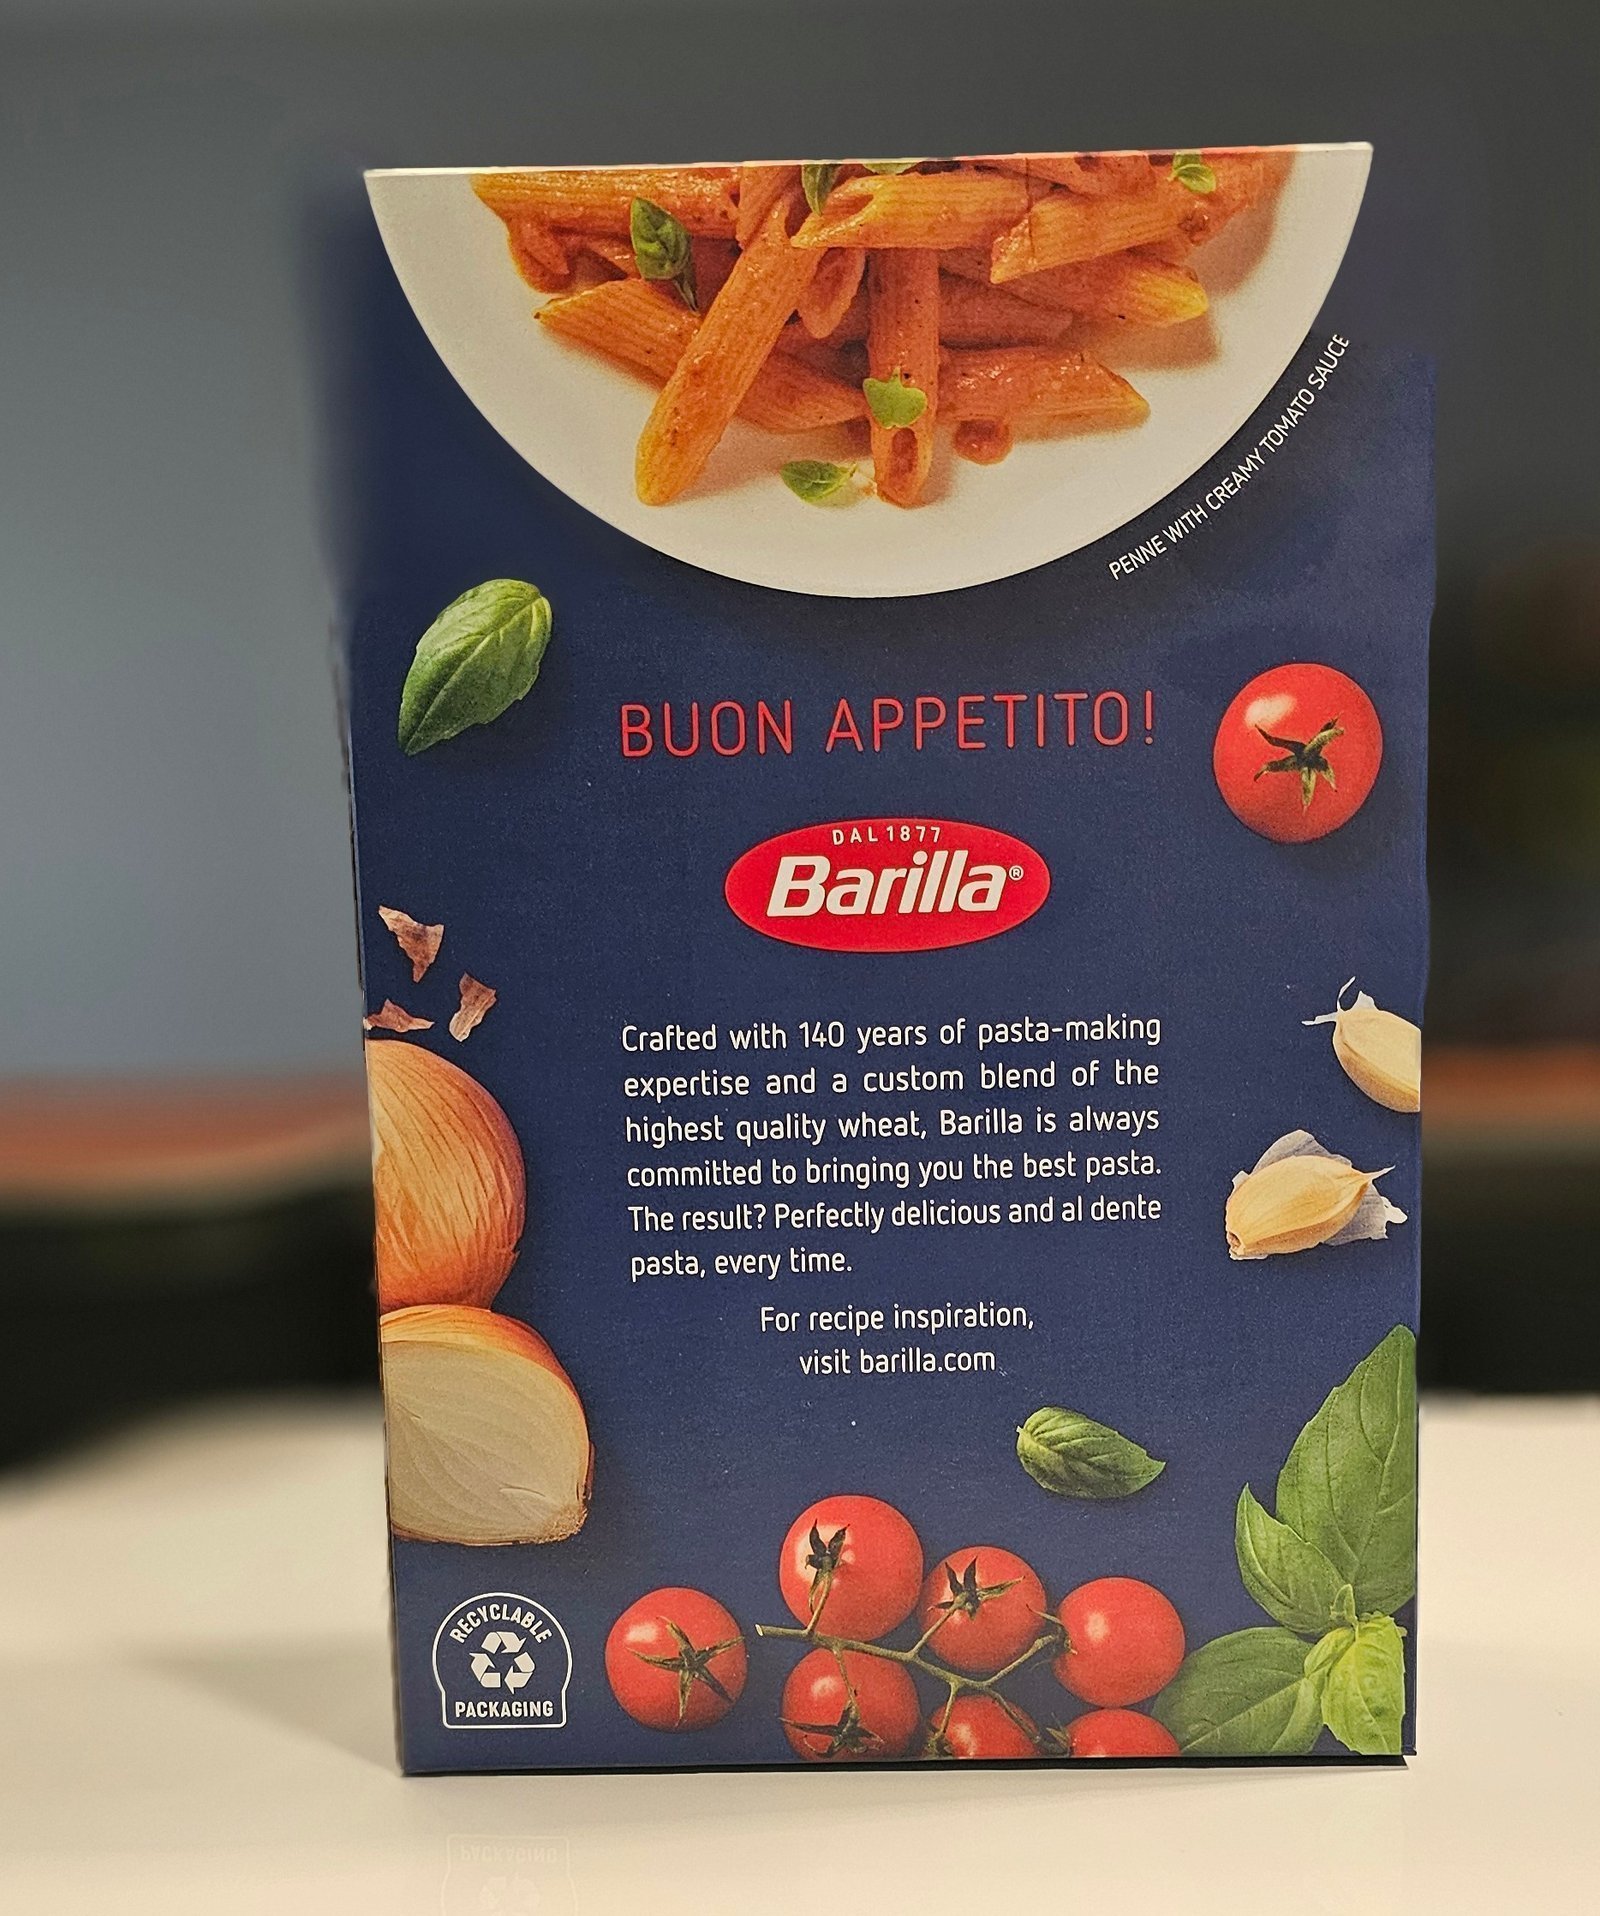 PENNE WITH CREAMY TOMATO SAUCE
BUON APPETITO!
DAL 1877
Barilla®
Crafted with 140 years of pasta-making
expertise and a custom blend of the
highest quality wheat, Barilla is always
committed to bringing you the best pasta.
The result? Perfectly delicious and al dente
pasta, every time.
For recipe inspiration,
visit barilla.com
RECYCLABLE
PACKAGING